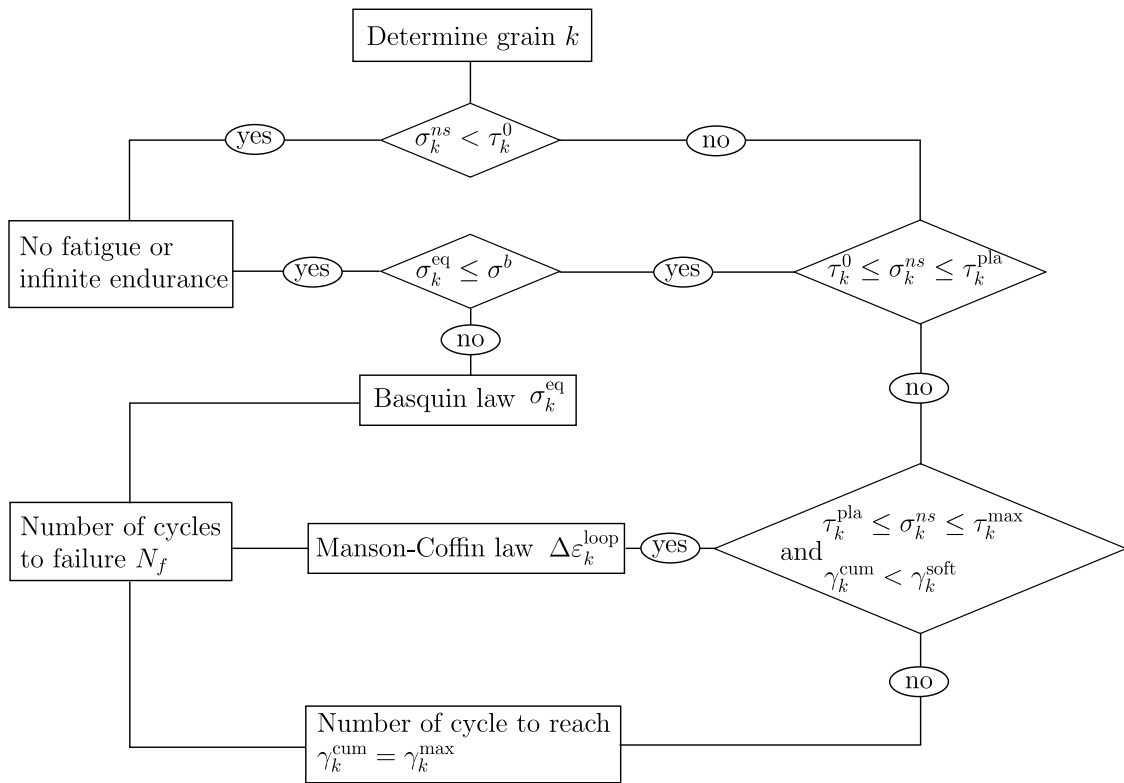 Determine grain k
yes
σ_k^{ns} < τ_k^0
no
No fatigue or
infinite endurance
yes
σ_k^{eq} ≤ σ^b
yes
τ_k^0 ≤ σ_k^{ns} ≤ τ_k^{pla}
no
no
Basquin law σ_k^{eq}
Number of cycles
to failure N_f
Manson-Coffin law Δε_k^{loop}
yes
τ_k^{pla} ≤ σ_k^{ns} ≤ τ_k^{max}
and
γ_k^{cum} < γ_k^{soft}
no
Number of cycle to reach
γ_k^{cum} = γ_k^{max}